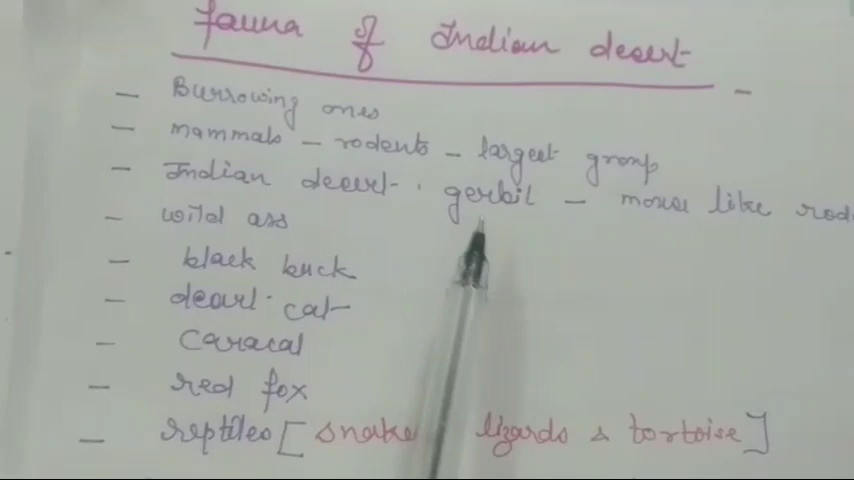 fauna of Indian desert
- Burrowing ones
- mammals - rodents - largest group
- Indian desert gerbil - mouse like rod
- wild ass
- black buck
- desert cat
- Caracal
- red fox
- reptiles [snake lizards & tortoise]